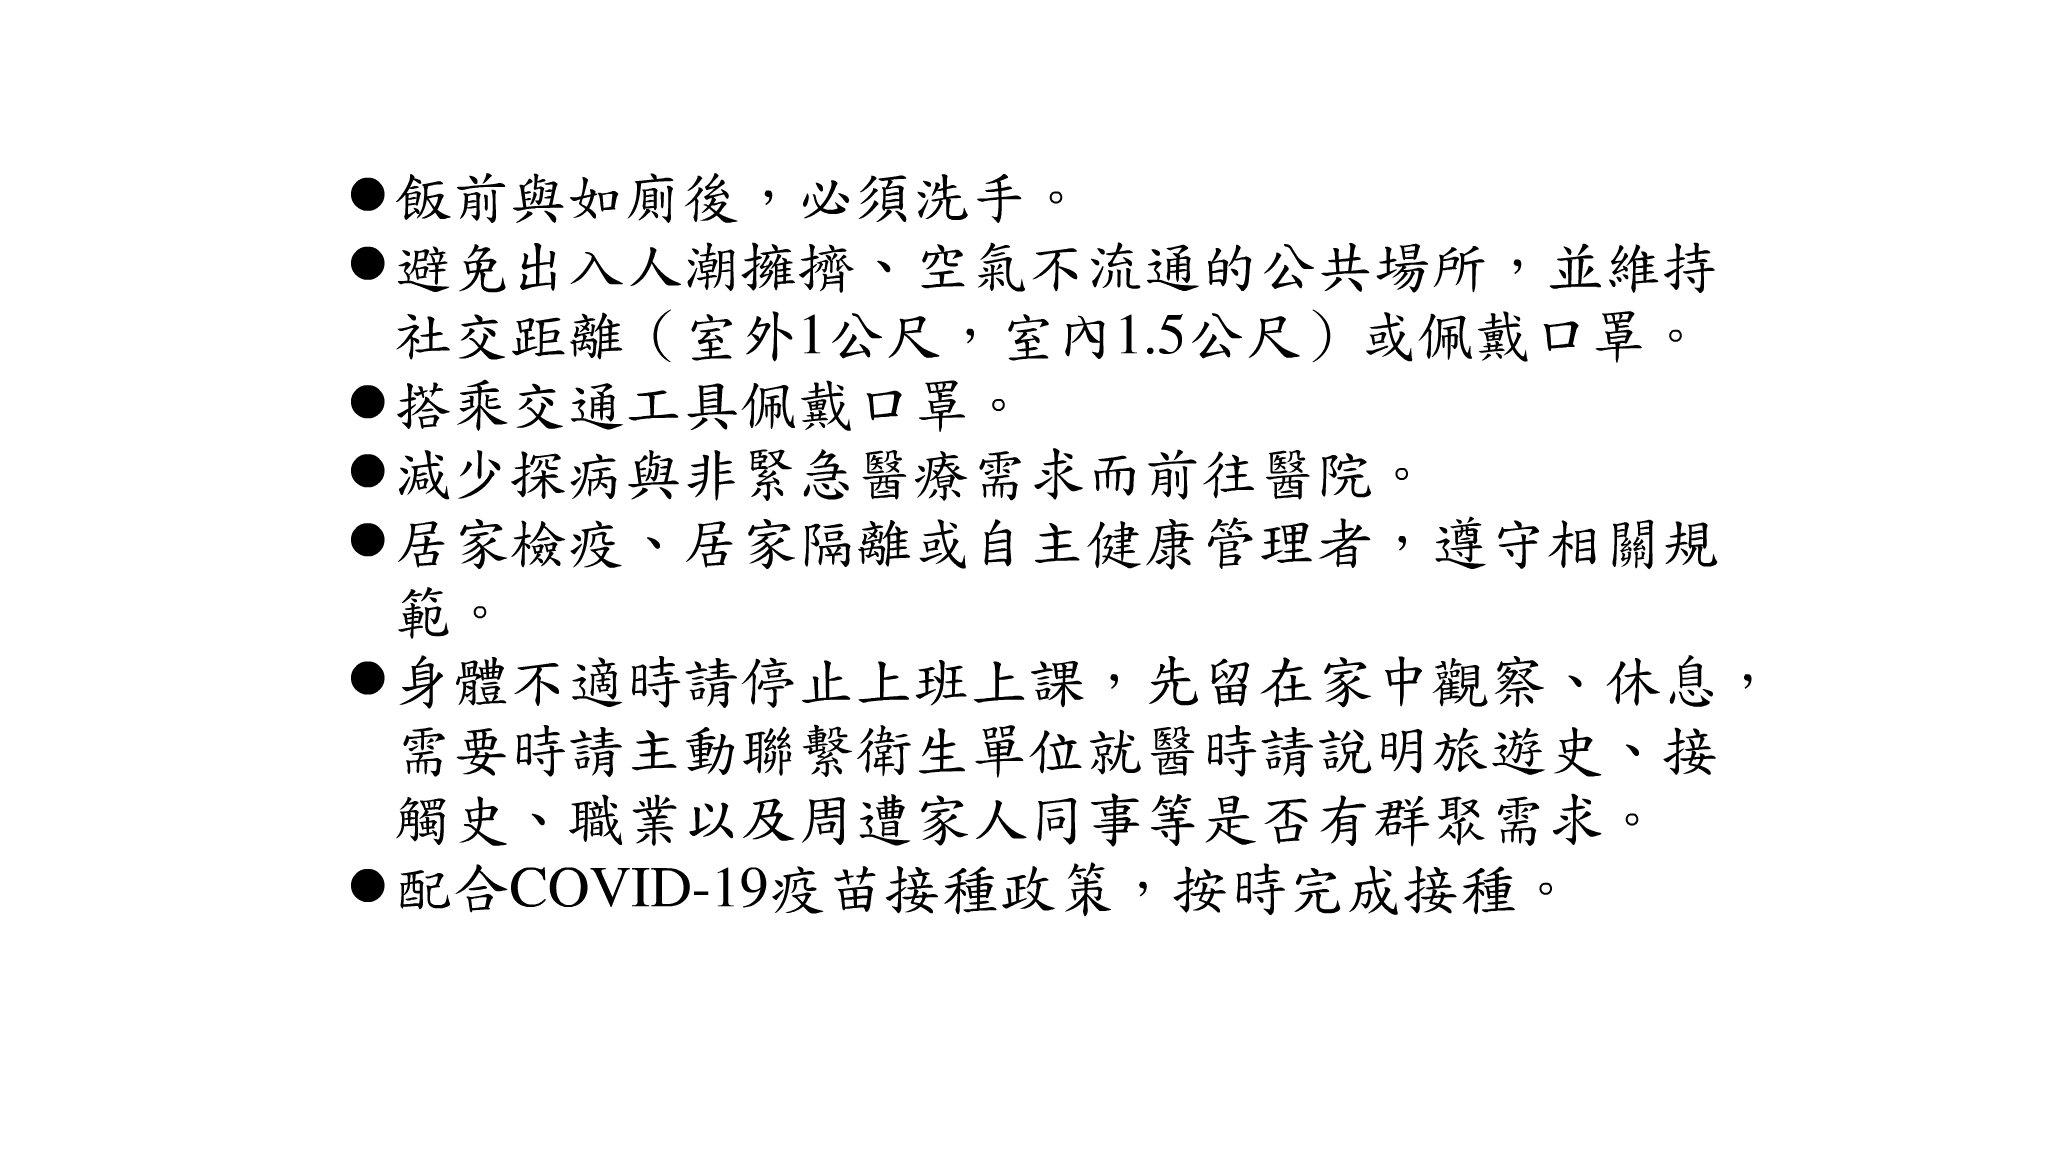 ●飯前與如廁後，必須洗手。
●避免出入人潮擁擠、空氣不流通的公共場所，並維持
社交距離（室外1公尺，室內1.5公尺）或佩戴口罩。
●搭乘交通工具佩戴口罩。
●減少探病與非緊急醫療需求而前往醫院。
●居家檢疫、居家隔離或自主健康管理者，遵守相關規
範。
●身體不適時請停止上班上課，先留在家中觀察、休息，
需要時請主動聯繫衛生單位就醫時請說明旅遊史、接
觸史、職業以及周遭家人同事等是否有群聚需求。
●配合COVID-19疫苗接種政策，按時完成接種。